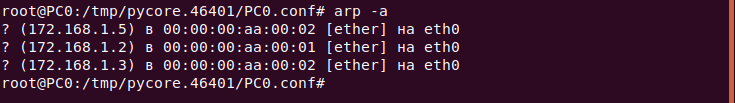 root@PC0:/tmp/pycore.46401/PC0.conf# arp -a
? (172.168.1.5) в 00:00:00:aa:00:02 [ether] на eth0
? (172.168.1.2) в 00:00:00:aa:00:01 [ether] на eth0
? (172.168.1.3) в 00:00:00:aa:00:02 [ether] на eth0
root@PC0:/tmp/pycore.46401/PC0.conf#